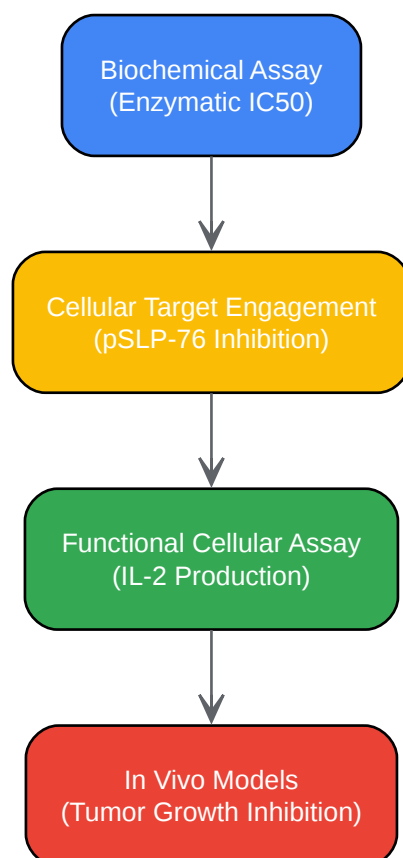 Biochemical Assay
(Enzymatic IC50)
Cellular Target Engagement
(pSLP-76 Inhibition)
Functional Cellular Assay
(IL-2 Production)
In Vivo Models
(Tumor Growth Inhibition)